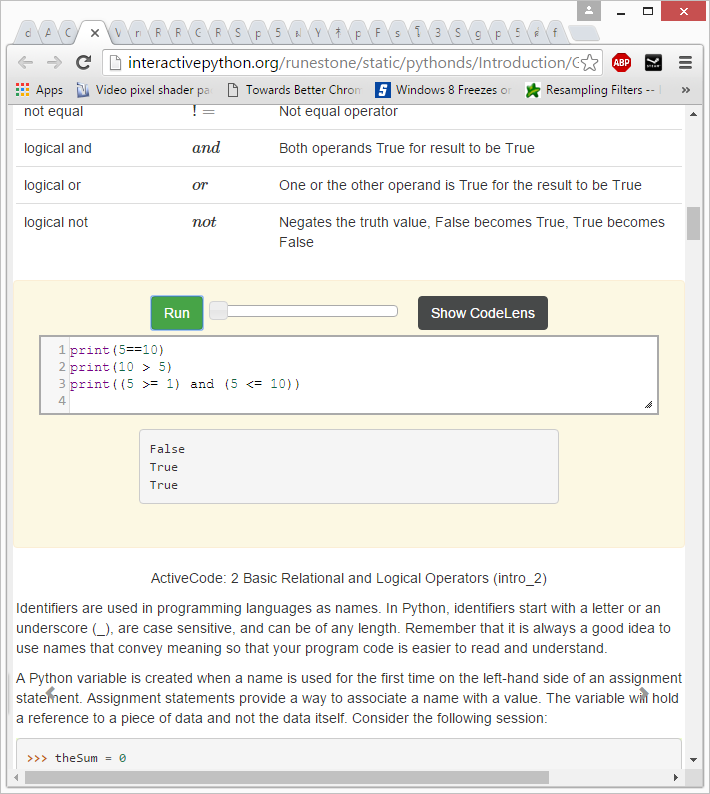 interactivepython.org/runestone/static/pythonds/Introduction/
ABP
Apps Video pixel shader pa Towards Better Chrom Windows 8 Freezes or Resampling Filters -- »
not equal != Not equal operator
logical and and Both operands True for result to be True
logical or or One or the other operand is True for the result to be True
logical not not Negates the truth value, False becomes True, True becomes
False
Run Show CodeLens
1 print(5==10)
2 print(10 > 5)
3 print((5 >= 1) and (5 <= 10))
4
False
True
True
ActiveCode: 2 Basic Relational and Logical Operators (intro_2)
Identifiers are used in programming languages as names. In Python, identifiers start with a letter or an
underscore (_), are case sensitive, and can be of any length. Remember that it is always a good idea to
use names that convey meaning so that your program code is easier to read and understand.
A Python variable is created when a name is used for the first time on the left-hand side of an assignment
statement. Assignment statements provide a way to associate a name with a value. The variable will hold
a reference to a piece of data and not the data itself. Consider the following session:
>>> theSum = 0